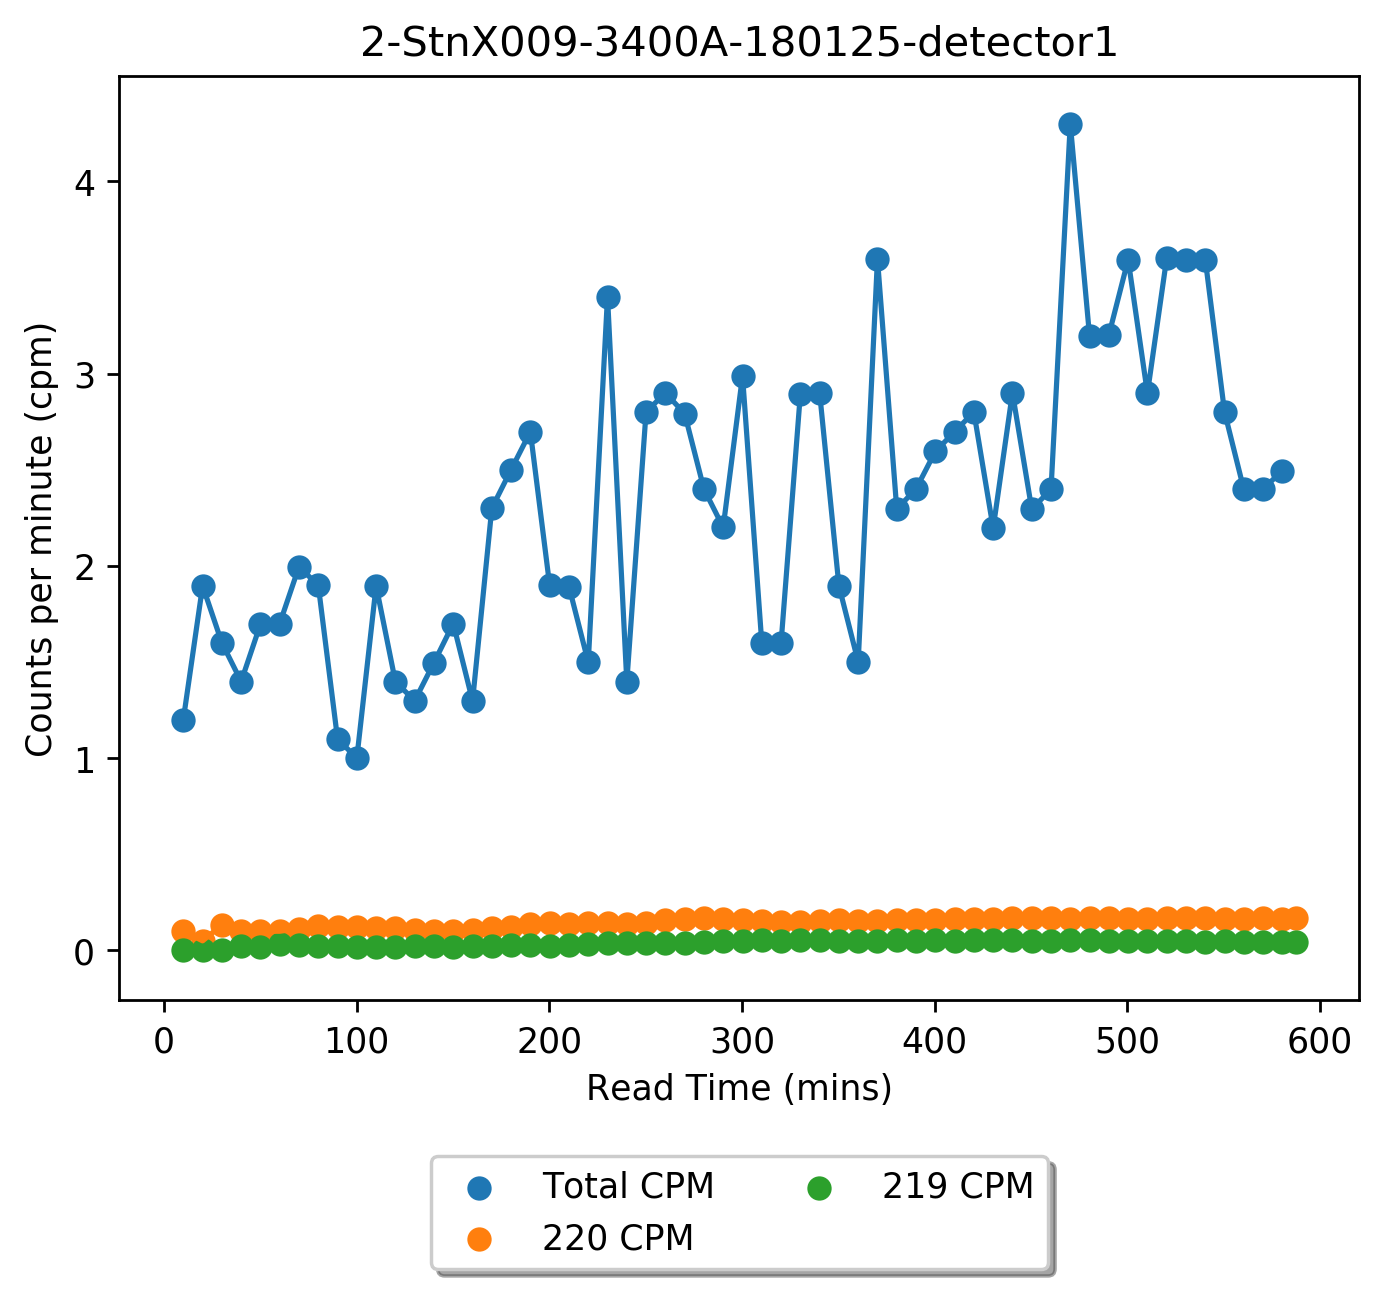 2-StnX009-3400A-180125-detector1
Counts per minute (cpm)
4
3
2
1
0
0 100 200 300 400 500 600
Read Time (mins)
Total CPM 219 CPM
220 CPM